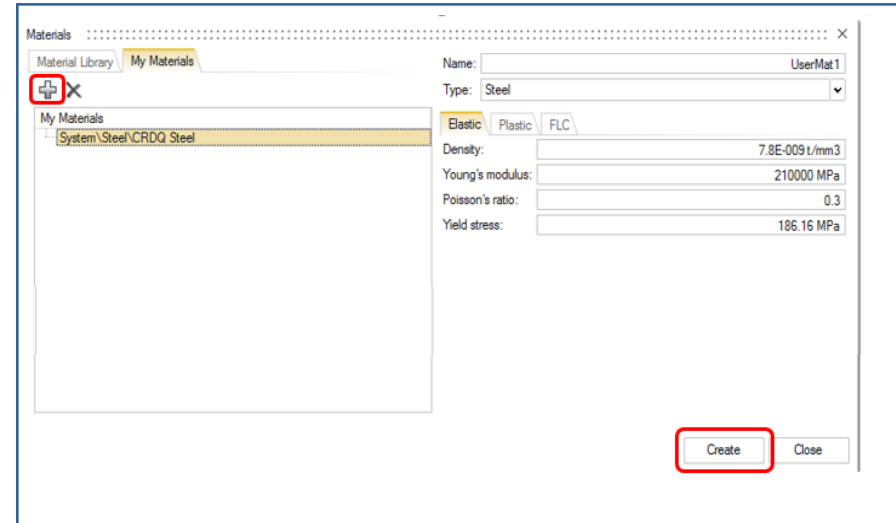 Materials
Material Library My Materials
My Materials
System\Steel\CRDQ Steel
Name: UserMat1
Type: Steel
Elastic Plastic FLC
Density: 7.8E-009 t/mm3
Young's modulus: 210000 MPa
Poisson's ratio: 0.3
Yield stress: 186.16 MPa
Create Close